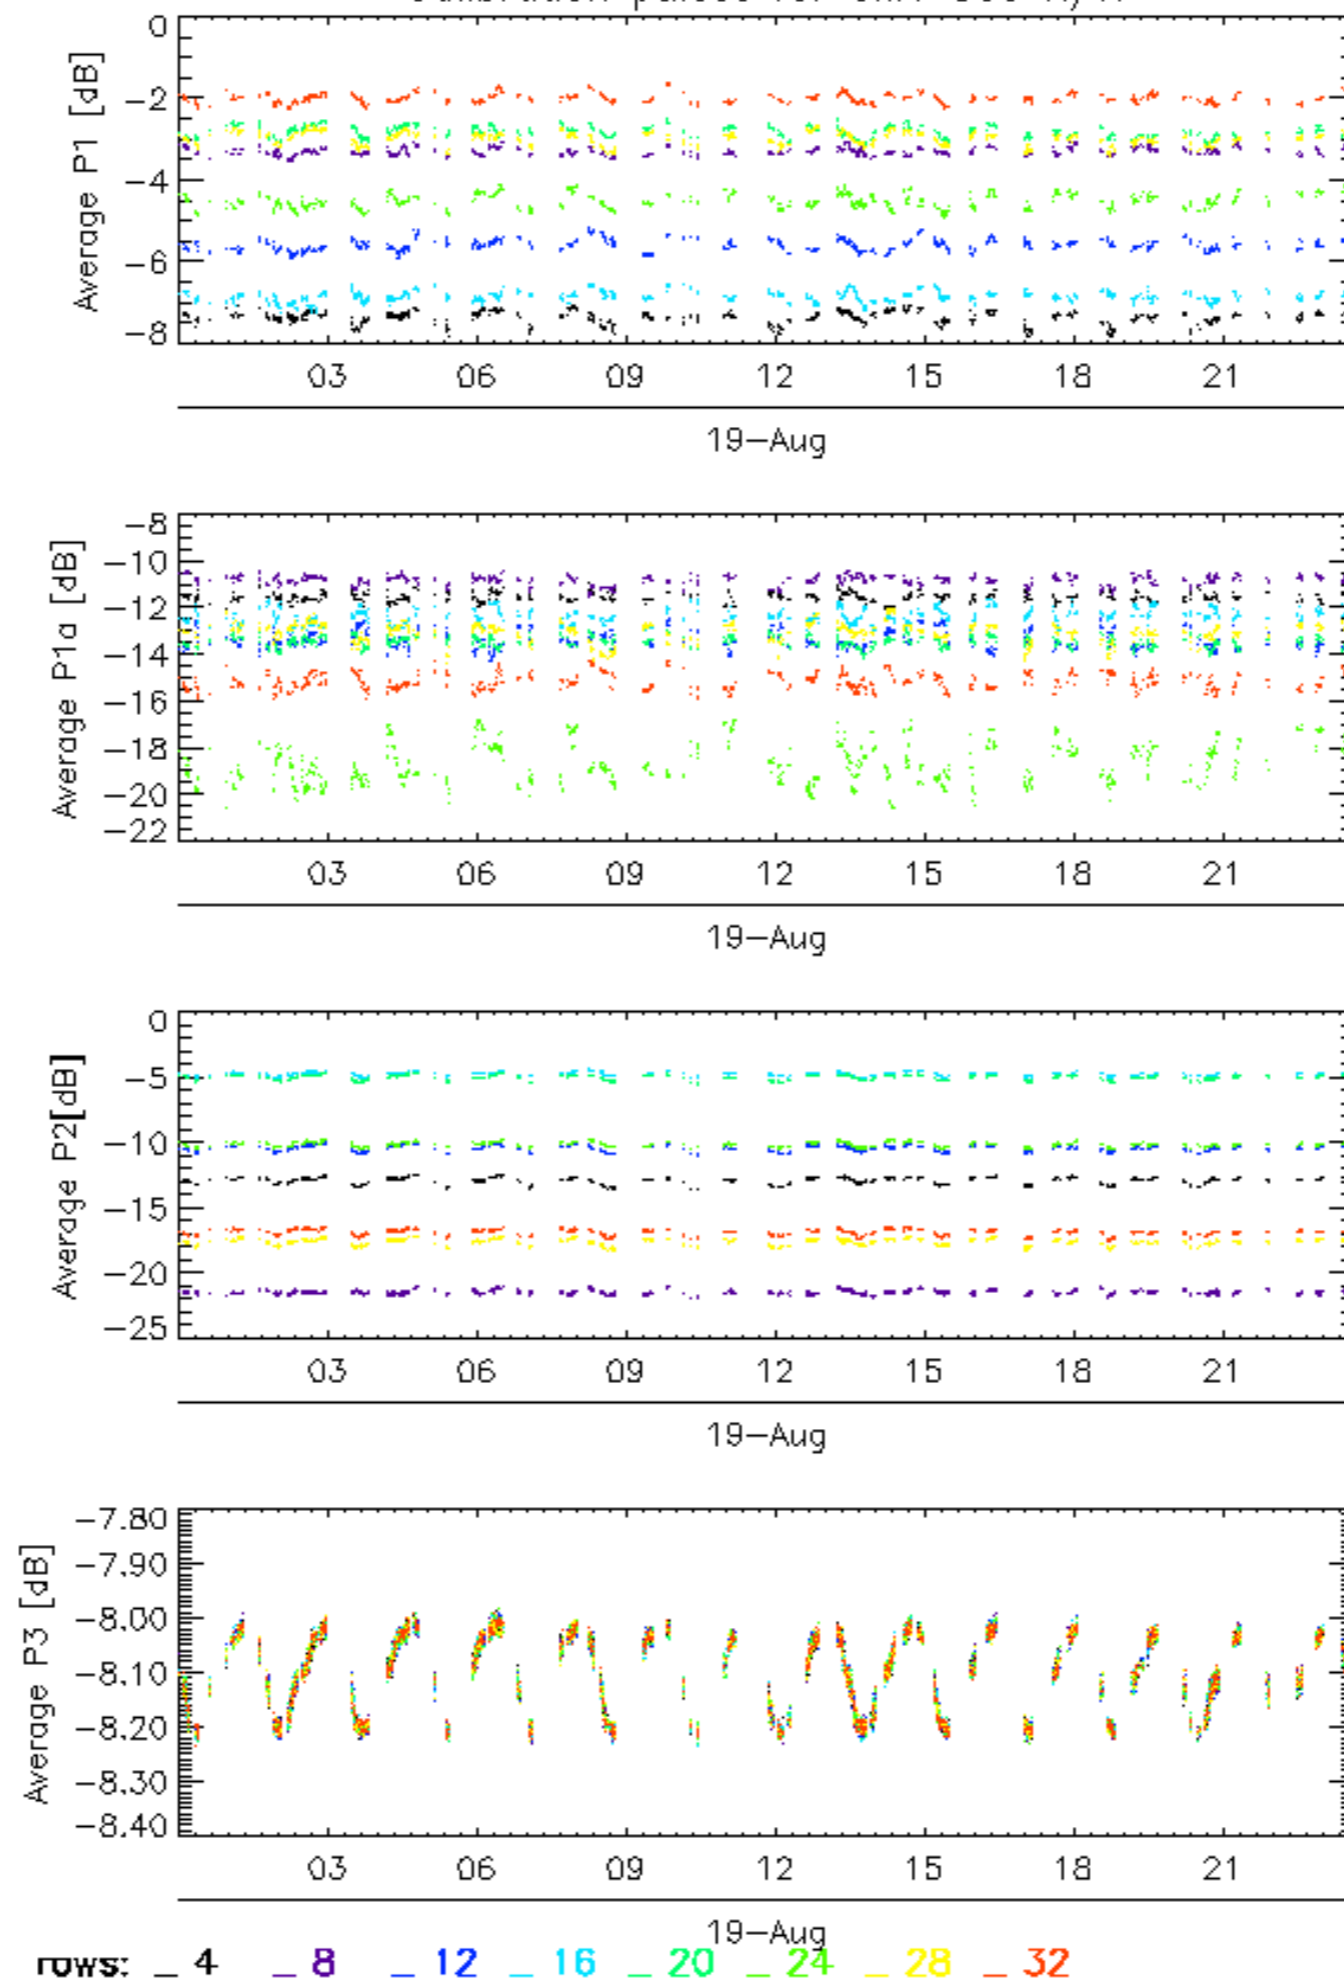 0
−2
−4
−6
−8
Average P1 [dB]
03 06 09 12 15 18 21
19−Aug
−8
−10
−12
−14
−16
−18
−20
−22
Average P1a [dB]
03 06 09 12 15 18 21
19−Aug
0
−5
−10
−15
−20
−25
Average P2[dB]
03 06 09 12 15 18 21
19−Aug
−7.80
−7.90
−8.00
−8.10
−8.20
−8.30
−8.40
Average P3 [dB]
03 06 09 12 15 18 21
19−Aug
rows: _ 4 _ 8 _ 12 _ 16 _ 20 _ 24 _ 28 _ 32